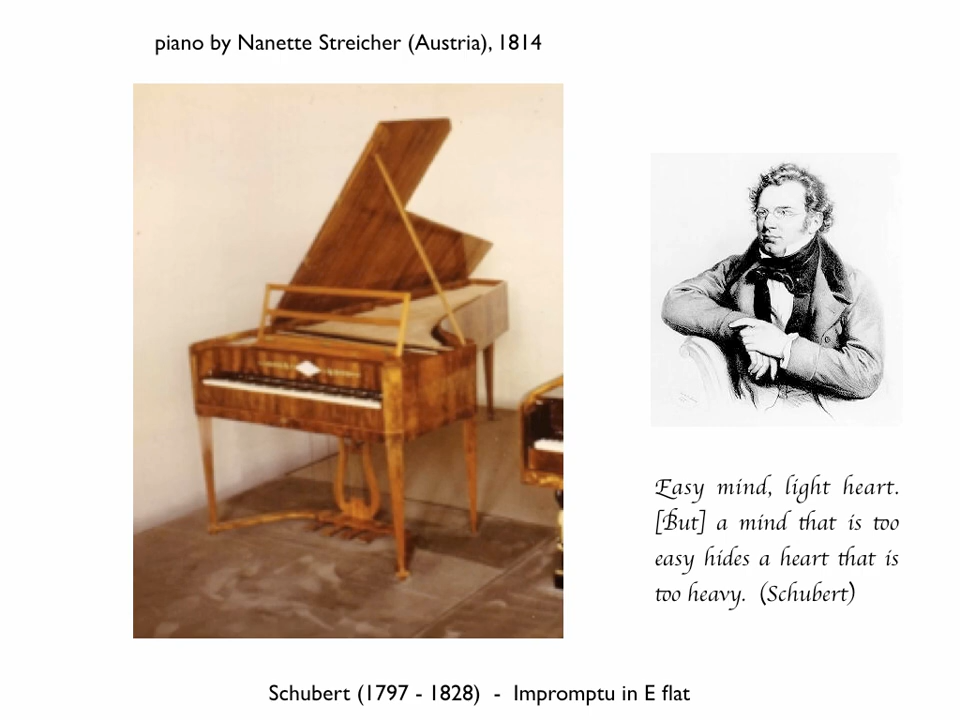 piano by Nanette Streicher (Austria), 1814
Easy mind, light heart.
[But] a mind that is too
easy hides a heart that is
too heavy. (Schubert)
Schubert (1797 - 1828) - Impromptu in E flat